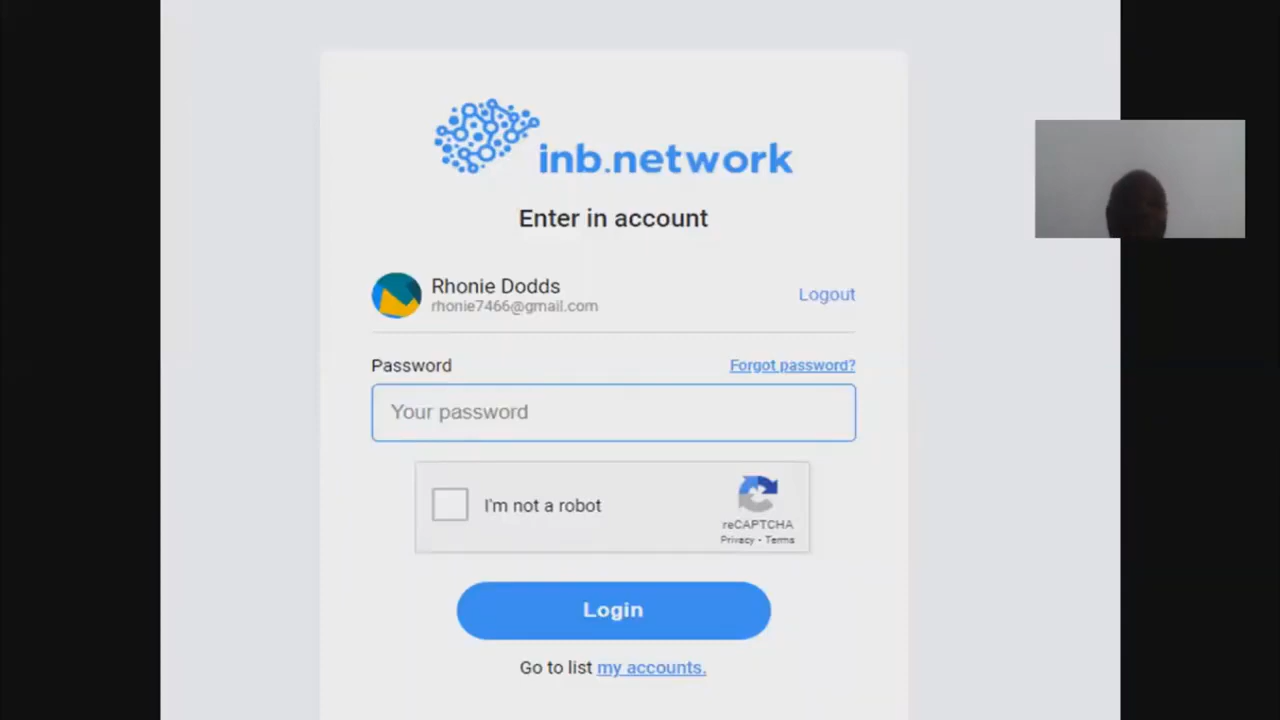 inb.network
Enter in account
Rhonie Dodds
rhonie7466@gmail.com
Logout
Password
Forgot password?
Your password
I'm not a robot
reCAPTCHA
Privacy - Terms
Login
Go to list my accounts.